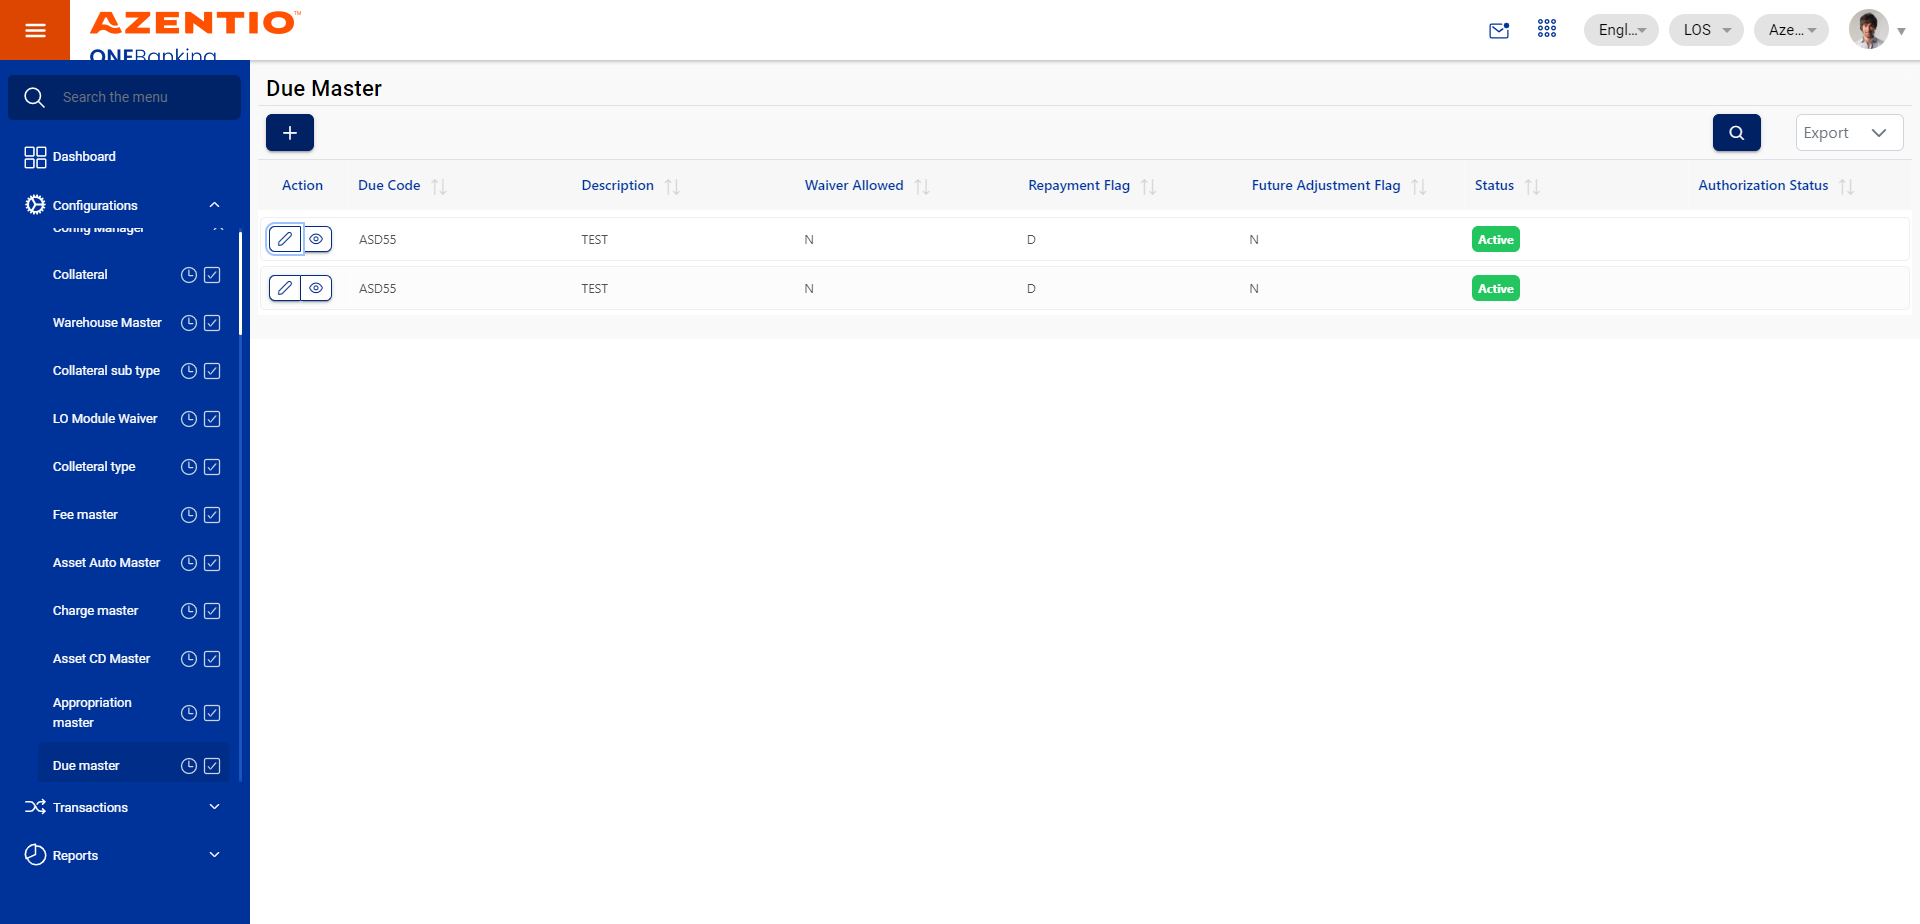 AZENTIO™
ONEBanking
Engl...
LOS
Aze...
Search the menu
Dashboard
Configurations
Config Manager
Collateral
Warehouse Master
Collateral sub type
LO Module Waiver
Colleteral type
Fee master
Asset Auto Master
Charge master
Asset CD Master
Appropriation
master
Due master
Transactions
Reports
Due Master
Export
Action Due Code Description Waiver Allowed Repayment Flag Future Adjustment Flag Status Authorization Status
ASD55 TEST N D N Active
ASD55 TEST N D N Active